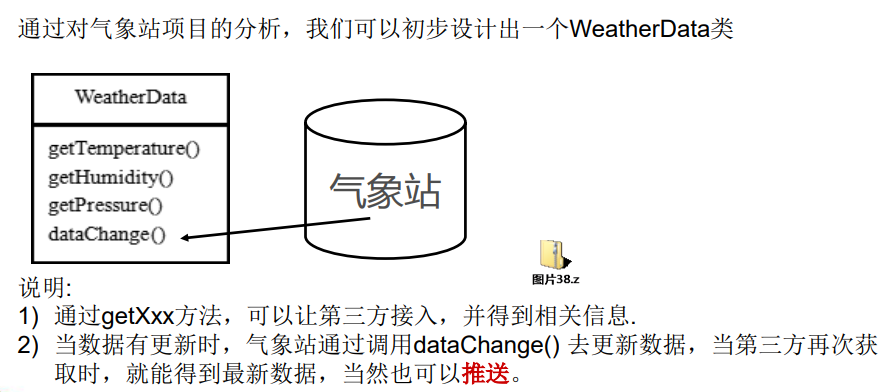 通过对气象站项目的分析，我们可以初步设计出一个WeatherData类
WeatherData
getTemperature()
getHumidity()
getPressure()
dataChange()
气象站
图片38.z
说明:
1) 通过getXxx方法，可以让第三方接入，并得到相关信息.
2) 当数据有更新时，气象站通过调用dataChange() 去更新数据，当第三方再次获
取时，就能得到最新数据，当然也可以推送。